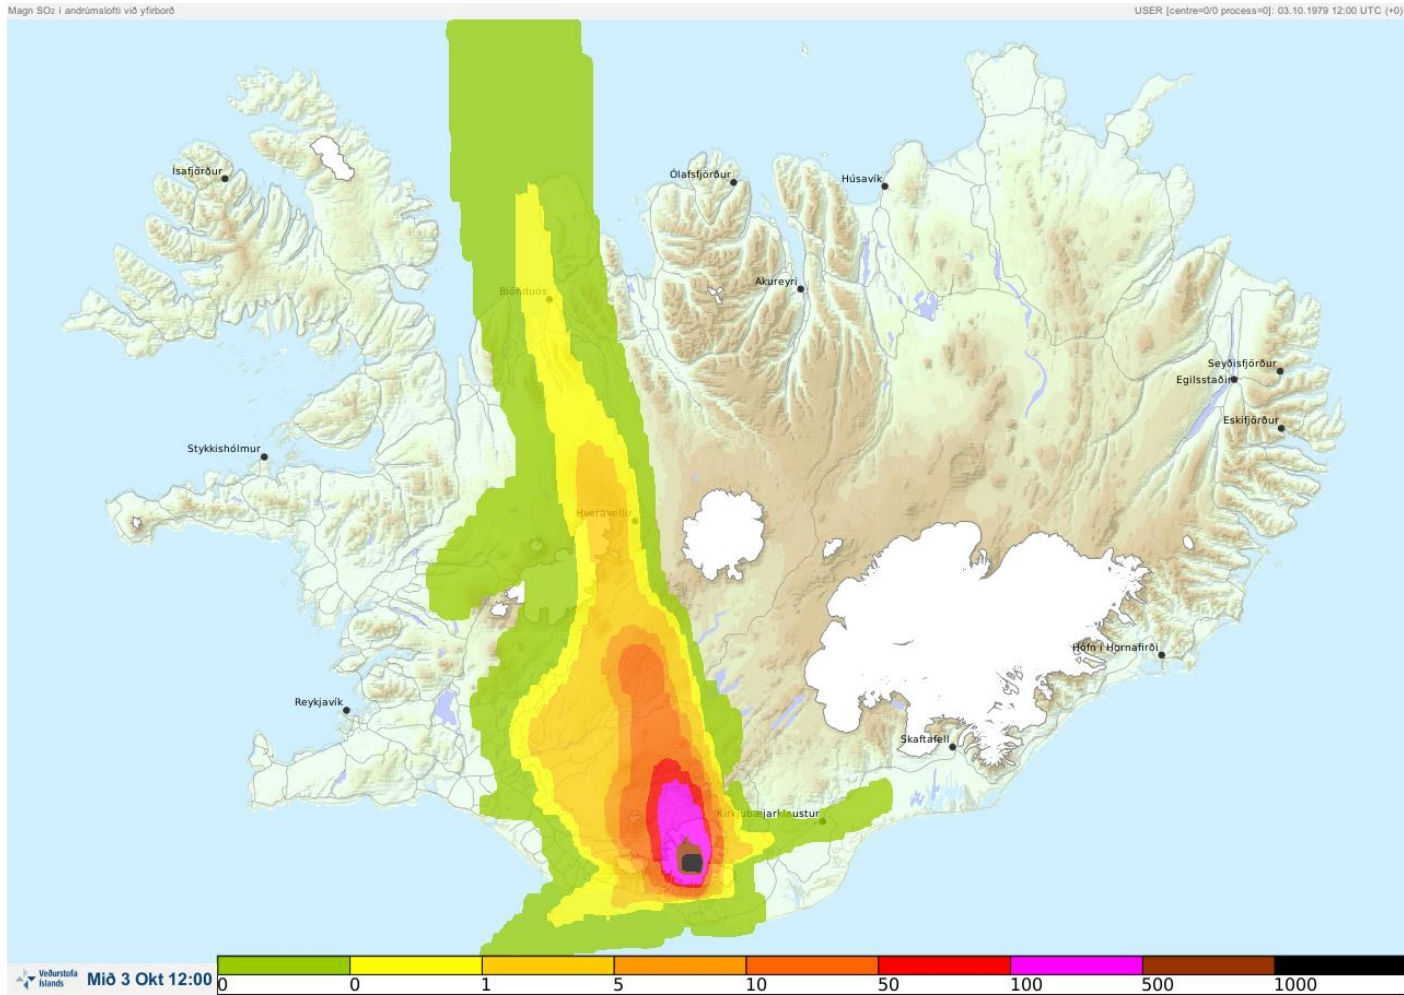 Magn SO₂ í andrúmslofti við yfirborð
USER [centre=0/0 process=0]: 03.10.1979 12:00 UTC (+0)
Ísafjörður
Ólafsfjörður
Húsavík
Akureyri
Blönduós
Seyðisfjörður
Egilsstaðir
Eskifjörður
Stykkishólmur
Hveravellir
Höfn í Hornafirði
Reykjavík
Skaftafell
Kirkjubæjarklaustur
Veðurstofa
Íslands
Mið 3 Okt 12:00
0 0 1 5 10 50 100 500 1000